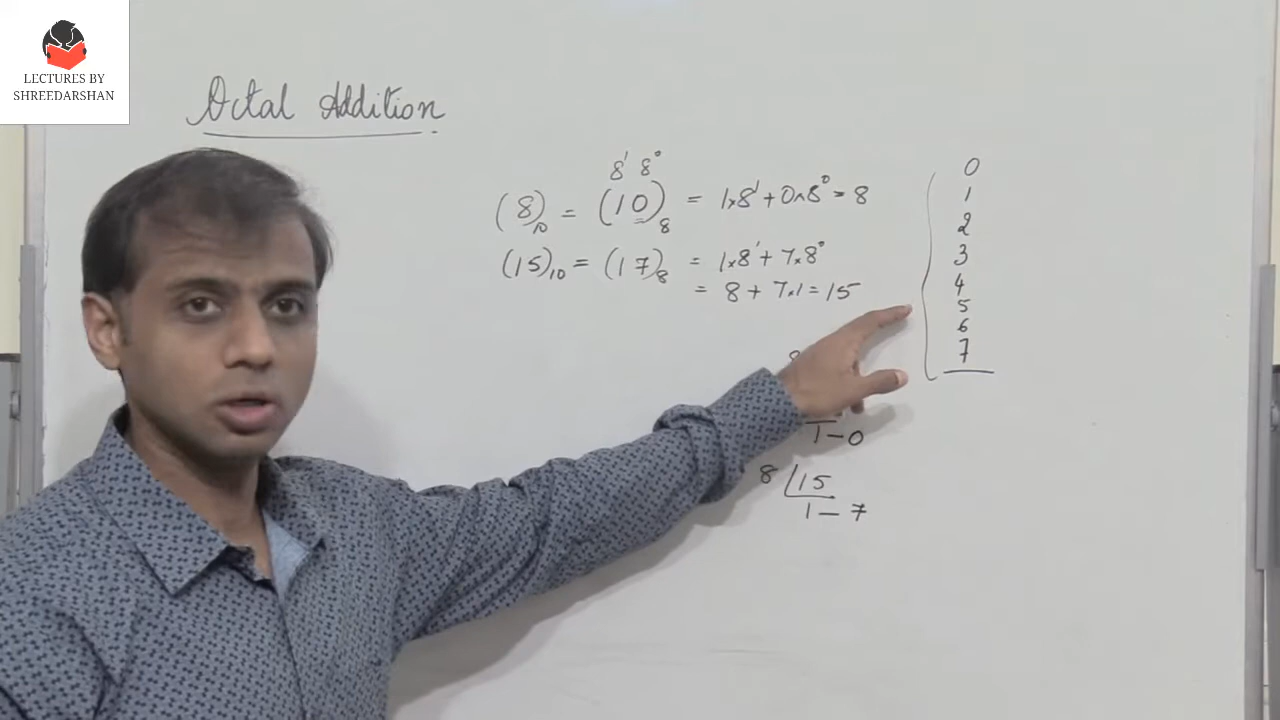 LECTURES BY
SHREEDARSHAN
Octal Addition
8¹ 8⁰
(8)₁₀ = (10)₈ = 1×8¹ + 0×8⁰ = 8
(15)₁₀ = (17)₈ = 1×8¹ + 7×8⁰
= 8 + 7.1 = 15
8
1 – 0
8 15
1 – 7
0
1
2
3
4
5
6
7